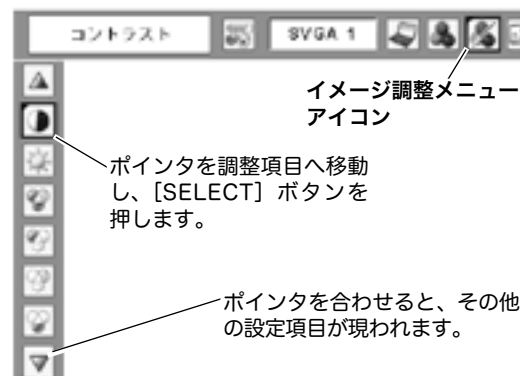 コントラスト
SVGA 1
イメージ調整メニュー
アイコン
ポインタを調整項目へ移動
し、［SELECT］ボタンを
押します。
ポインタを合わせると、その他
の設定項目が現われます。